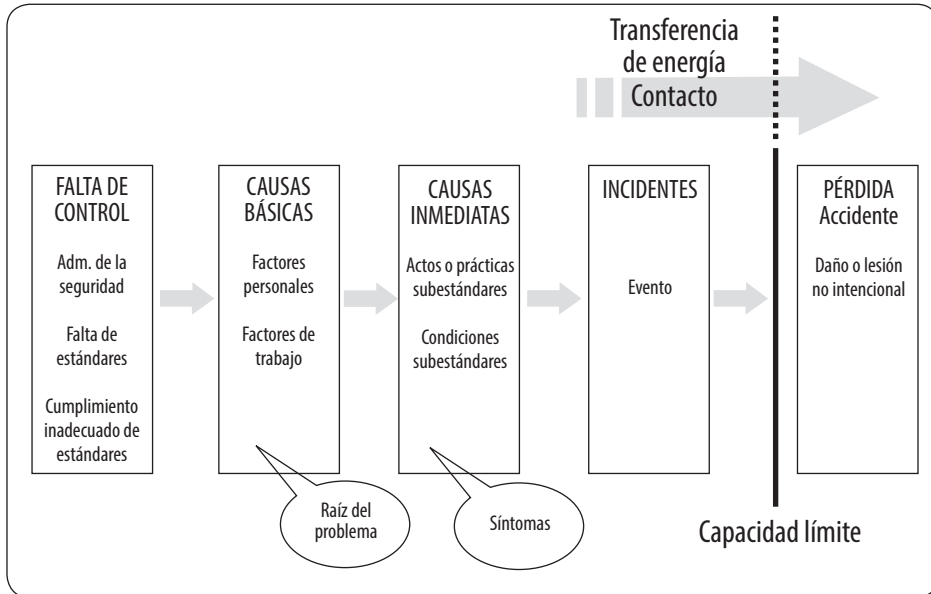 Transferencia
de energía
Contacto
FALTA DE
CONTROL
Adm. de la
seguridad
Falta de
estándares
Cumplimiento
inadecuado de
estándares
CAUSAS
BÁSICAS
Factores
personales
Factores de
trabajo
CAUSAS
INMEDIATAS
Actos o prácticas
subestándares
Condiciones
subestándares
INCIDENTES
Evento
PÉRDIDA
Accidente
Daño o lesión
no intencional
Raíz del
problema
Síntomas
Capacidad límite